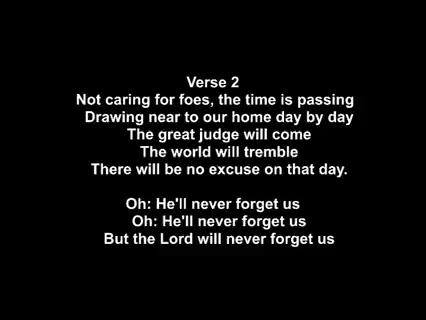 Verse 2
Not caring for foes, the time is passing
Drawing near to our home day by day
The great judge will come
The world will tremble
There will be no excuse on that day.
Oh: He'll never forget us
Oh: He'll never forget us
But the Lord will never forget us